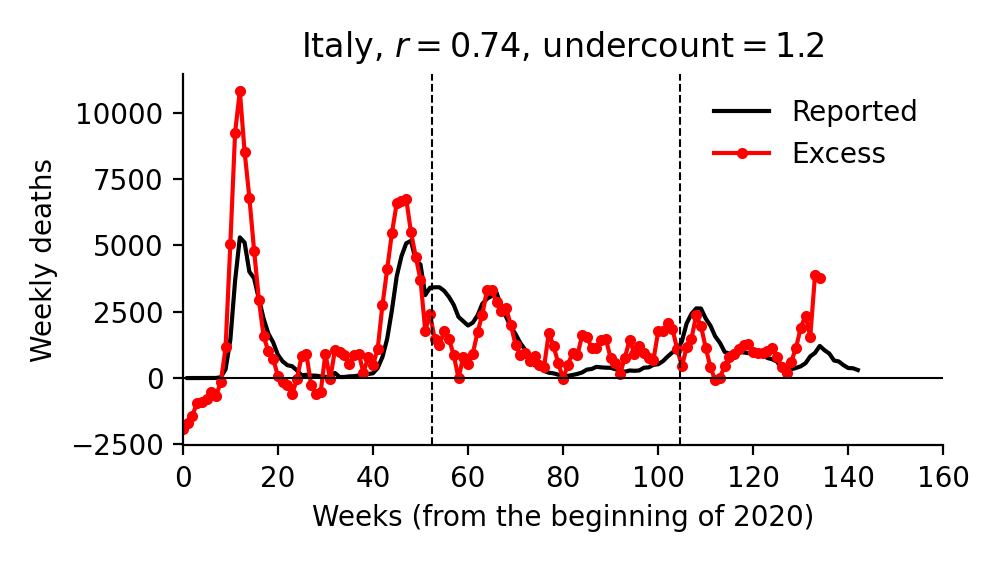 Italy, r = 0.74, undercount = 1.2
10000
7500
5000
2500
0
−2500
Weekly deaths
Reported
Excess
0 20 40 60 80 100 120 140 160
Weeks (from the beginning of 2020)